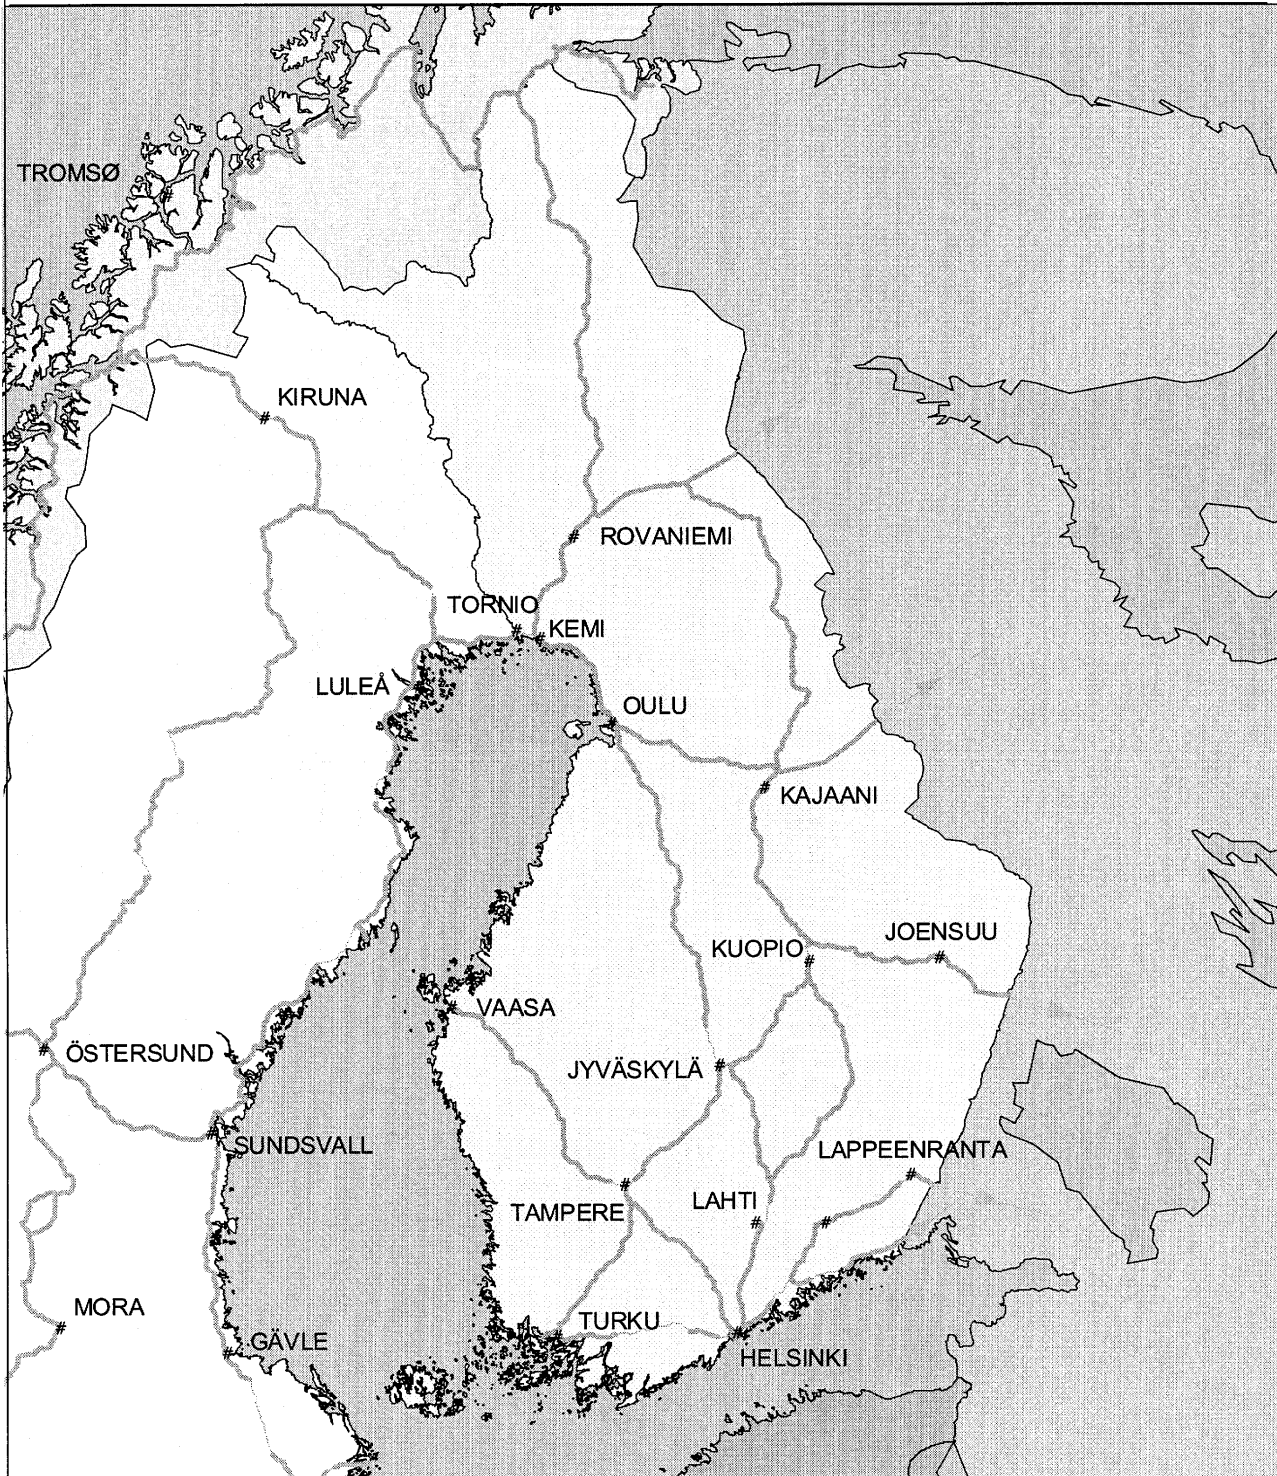 TROMSØ
KIRUNA
ROVANIEMI
TORNIO
KEMI
LULEÅ
OULU
KAJAANI
JOENSUU
KUOPIO
VAASA
ÖSTERSUND
JYVÄSKYLÄ
SUNDSVALL
LAPPEENRANTA
LAHTI
TAMPERE
MORA
TURKU
GÄVLE
HELSINKI